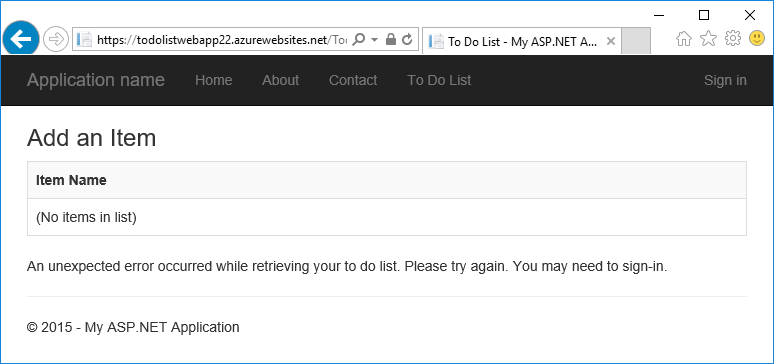 https://todolistwebapp22.azurewebsites.net/To
To Do List - My ASP.NET A...
Application name Home About Contact To Do List Sign in
Add an Item
Item Name
(No items in list)
An unexpected error occurred while retrieving your to do list. Please try again. You may need to sign-in.
© 2015 - My ASP.NET Application